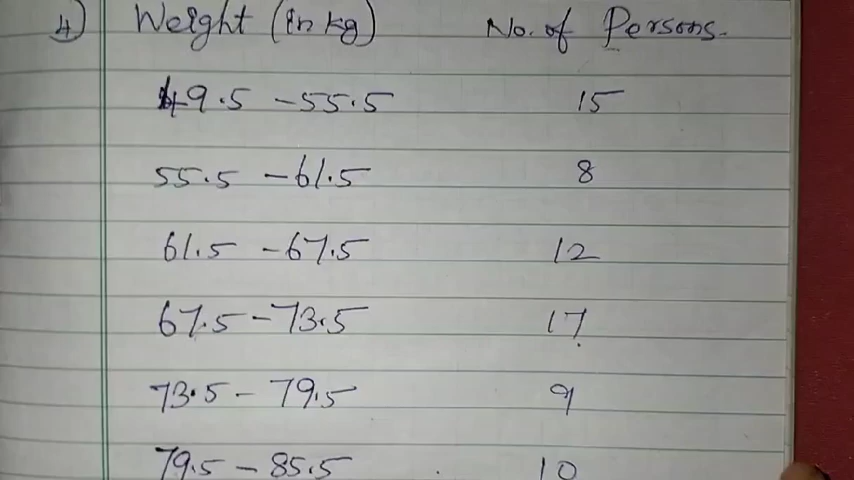 4) Weight (in kg) No. of Persons.
49.5 - 55.5 15
55.5 - 61.5 8
61.5 - 67.5 12
67.5 - 73.5 17
73.5 - 79.5 9
79.5 - 85.5 10